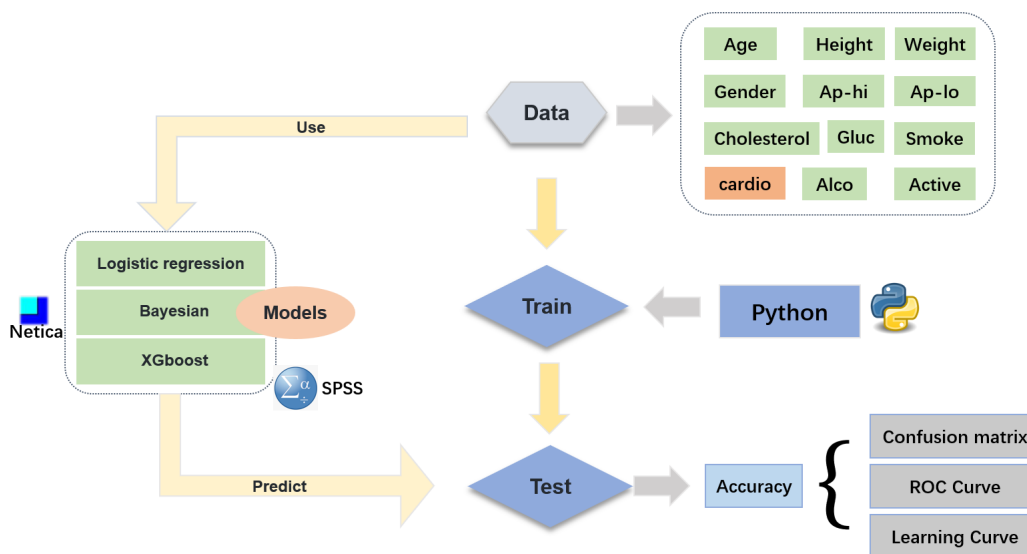 Age
Height
Weight
Gender
Ap-hi
Ap-lo
Data
Use
Cholesterol
Gluc
Smoke
cardio
Alco
Active
Logistic regression
Bayesian
Models
Netica
XGboost
SPSS
Σα
÷
Train
Python
Predict
Test
Accuracy
Confusion matrix
ROC Curve
Learning Curve